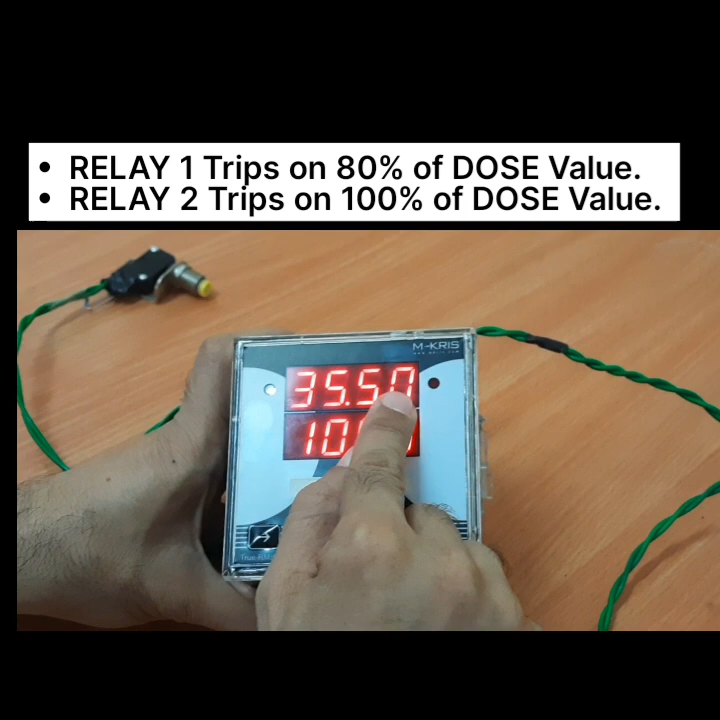 • RELAY 1 Trips on 80% of DOSE Value.
• RELAY 2 Trips on 100% of DOSE Value.
M-KRIS
35.50
10